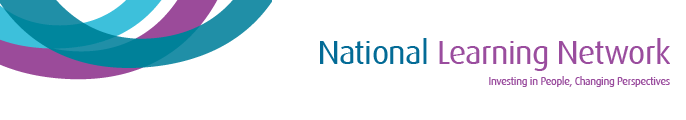 National Learning Network
Investing in People, Changing Perspectives